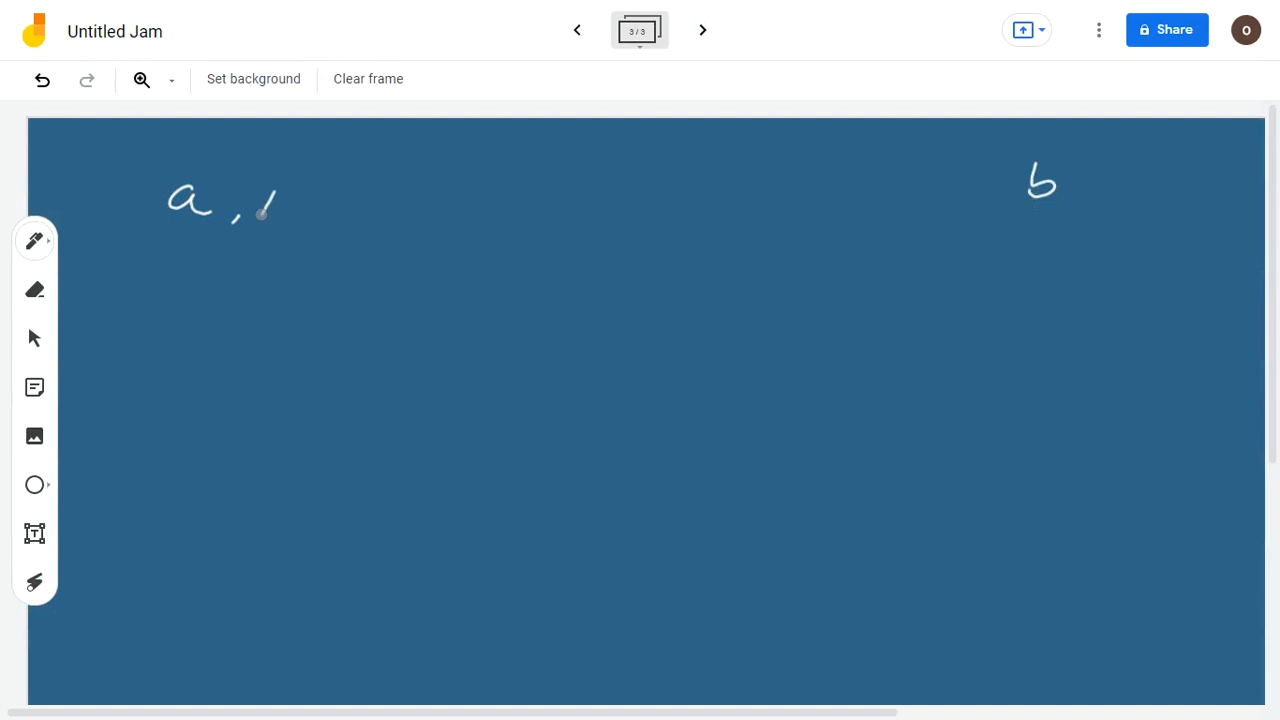 Untitled Jam
3 / 3
Share
O
Set background
Clear frame
a, b
T